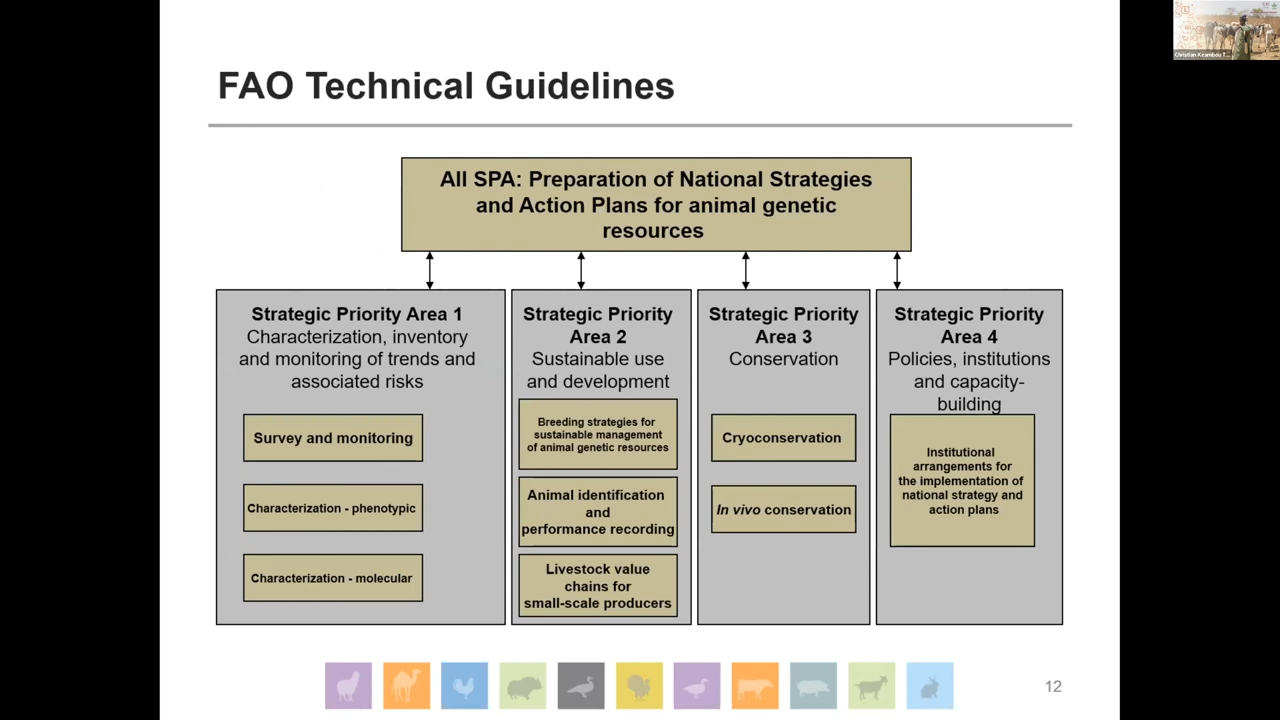 FAO Technical Guidelines
All SPA: Preparation of National Strategies
and Action Plans for animal genetic
resources
Strategic Priority Area 1
Characterization, inventory
and monitoring of trends and
associated risks
Survey and monitoring
Characterization - phenotypic
Characterization - molecular
Strategic Priority
Area 2
Sustainable use
and development
Breeding strategies for
sustainable management
of animal genetic resources
Animal identification
and
performance recording
Livestock value
chains for
small-scale producers
Strategic Priority
Area 3
Conservation
Cryoconservation
In vivo conservation
Strategic Priority
Area 4
Policies, institutions
and capacity-
building
Institutional
arrangements for
the implementation of
national strategy and
action plans
12
Christian Keambou T...